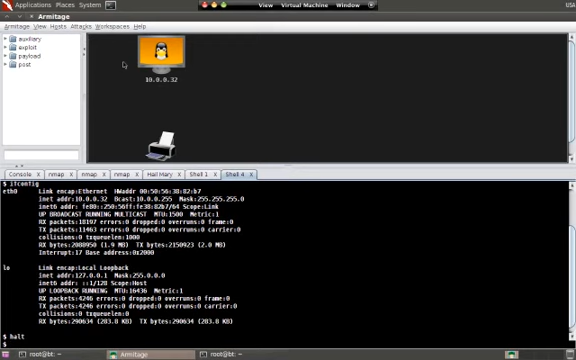 Applications Places System
View Virtual Machine Window
USA
Armitage
Armitage View Hosts Attacks Workspaces Help
auxiliary
exploit
payload
post
10.0.0.32
Console X nmap X nmap X nmap X Hail Mary X Shell 1 X Shell 4 X
$ ifconfig
eth0 Link encap:Ethernet HWaddr 00:50:56:38:82:b7
inet addr:10.0.0.32 Bcast:10.0.0.255 Mask:255.255.255.0
inet6 addr: fe80::250:56ff:fe38:82b7/64 Scope:Link
UP BROADCAST RUNNING MULTICAST MTU:1500 Metric:1
RX packets:18197 errors:0 dropped:0 overruns:0 frame:0
TX packets:11463 errors:0 dropped:0 overruns:0 carrier:0
collisions:0 txqueuelen:1000
RX bytes:2088950 (1.9 MB) TX bytes:2150923 (2.0 MB)
Interrupt:17 Base address:0x2000
lo Link encap:Local Loopback
inet addr:127.0.0.1 Mask:255.0.0.0
inet6 addr: ::1/128 Scope:Host
UP LOOPBACK RUNNING MTU:16436 Metric:1
RX packets:4246 errors:0 dropped:0 overruns:0 frame:0
TX packets:4246 errors:0 dropped:0 overruns:0 carrier:0
collisions:0 txqueuelen:0
RX bytes:290634 (283.8 KB) TX bytes:290634 (283.8 KB)
$ halt
$
root@bt: ~ Armitage root@bt: ~